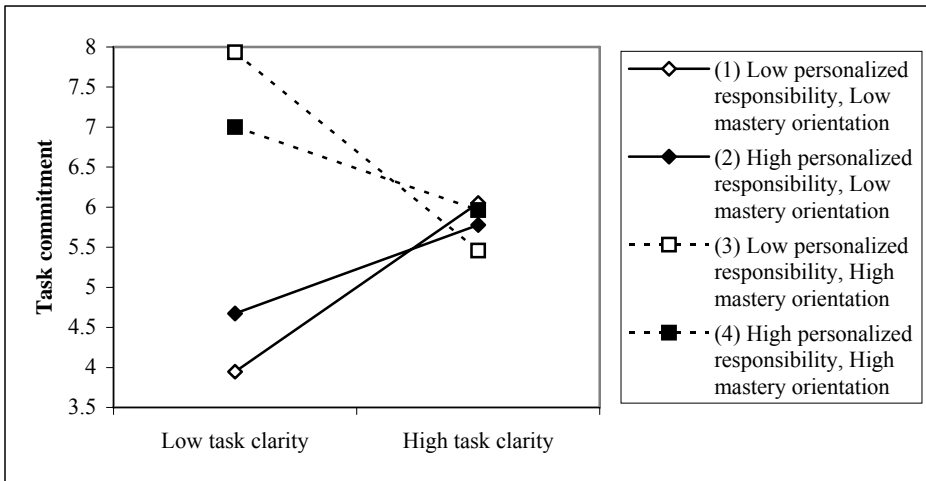 8
7.5
7
6.5
6
5.5
5
4.5
4
3.5
Task commitment
Low task clarity
High task clarity
(1) Low personalized
responsibility, Low
mastery orientation
(2) High personalized
responsibility, Low
mastery orientation
(3) Low personalized
responsibility, High
mastery orientation
(4) High personalized
responsibility, High
mastery orientation